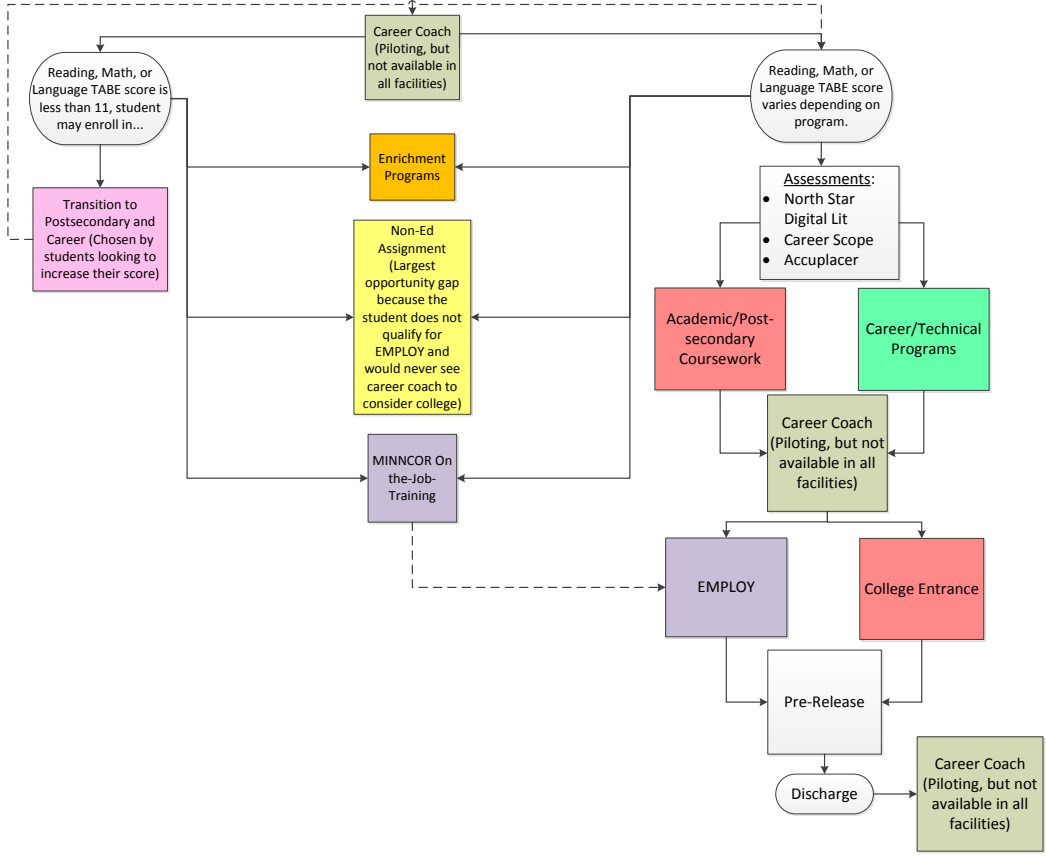 Career Coach
(Piloting, but
not available in
all facilities)
Reading, Math, or
Language TABE score is
less than 11, student
may enroll in...
Reading, Math, or
Language TABE score
varies depending on
program.
Enrichment
Programs
Transition to
Postsecondary and
Career (Chosen by
students looking to
increase their score)
Assessments:
• North Star
Digital Lit
• Career Scope
• Accuplacer
Non-Ed
Assignment
(Largest
opportunity gap
because the
student does not
qualify for
EMPLOY and
would never see
career coach to
consider college)
Academic/Post-
secondary
Coursework
Career/Technical
Programs
Career Coach
(Piloting, but not
available in all
facilities)
MINNCOR On
the-Job-
Training
EMPLOY
College Entrance
Pre-Release
Discharge
Career Coach
(Piloting, but not
available in all
facilities)